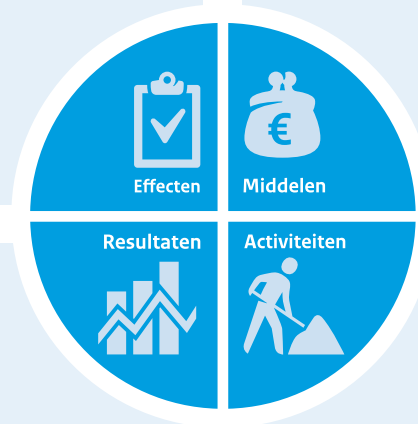 €
Effecten
Middelen
Resultaten
Activiteiten